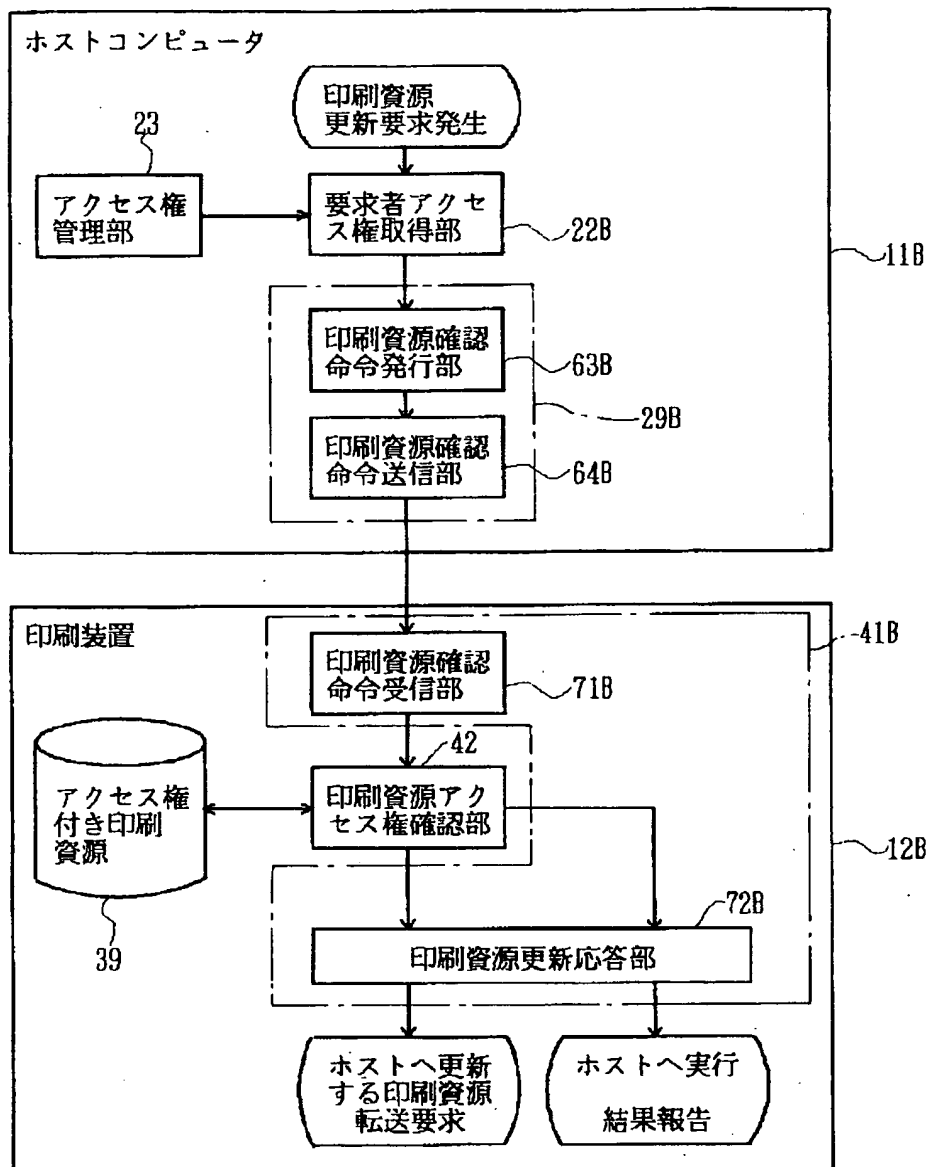 ホストコンピュータ
印刷資源
更新要求発生
23
アクセス権
管理部
要求者アクセ
ス権取得部
22B
11B
印刷資源確認
命令発行部
63B
29B
印刷資源確認
命令送信部
64B
印刷装置
41B
印刷資源確認
命令受信部
71B
42
アクセス権
付き印刷
資源
印刷資源アク
セス権確認部
12B
39
72B
印刷資源更新応答部
ホストへ更新
する印刷資源
転送要求
ホストへ実行
結果報告